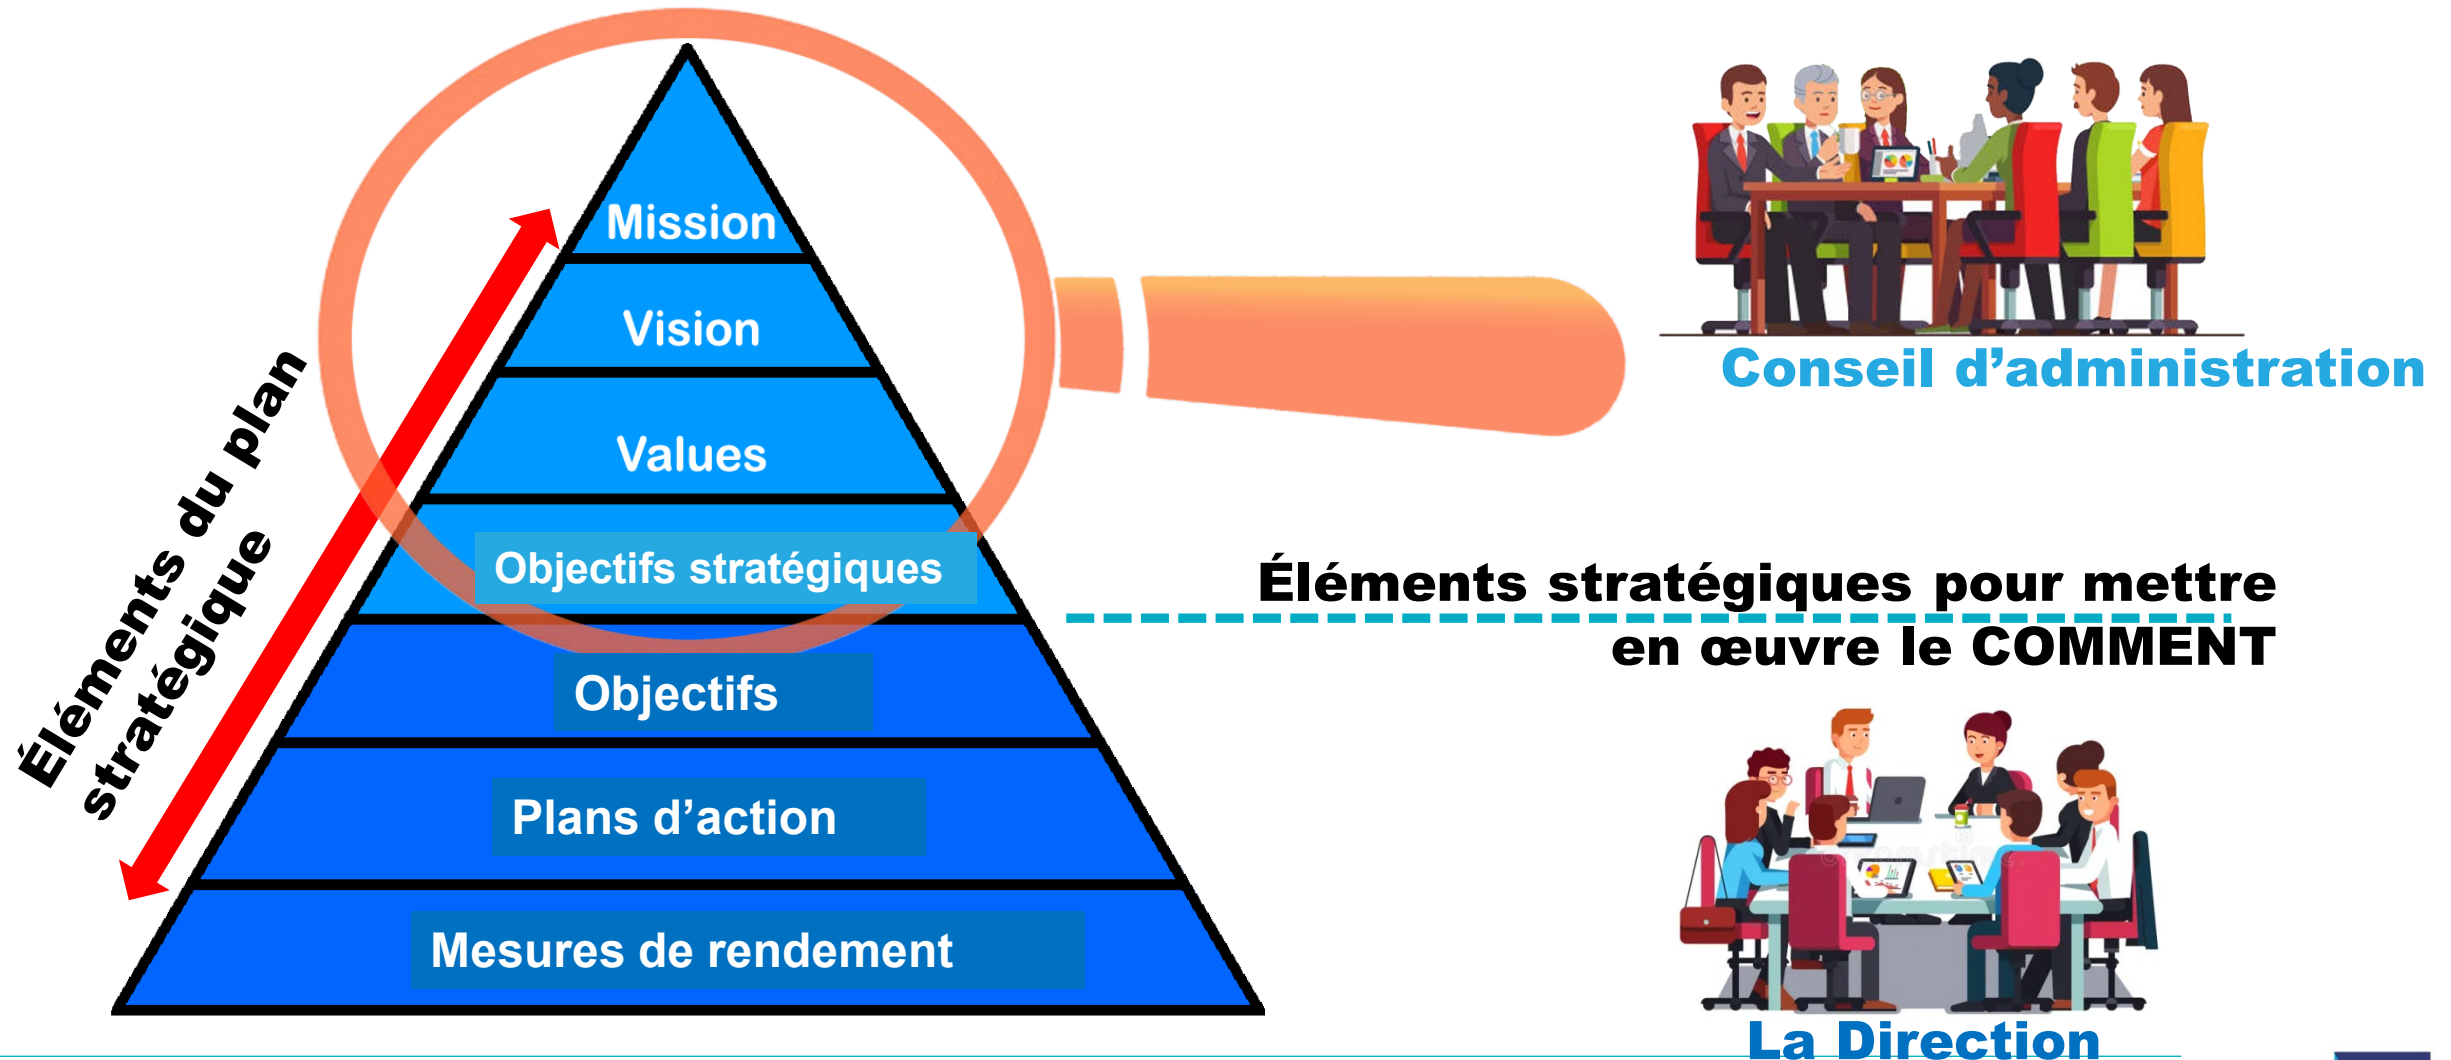 Mission
Vision
Values
Objectifs stratégiques
Objectifs
Plans d’action
Mesures de rendement
Éléments du plan
stratégique
Conseil d’administration
Éléments stratégiques pour mettre
en œuvre le COMMENT
La Direction